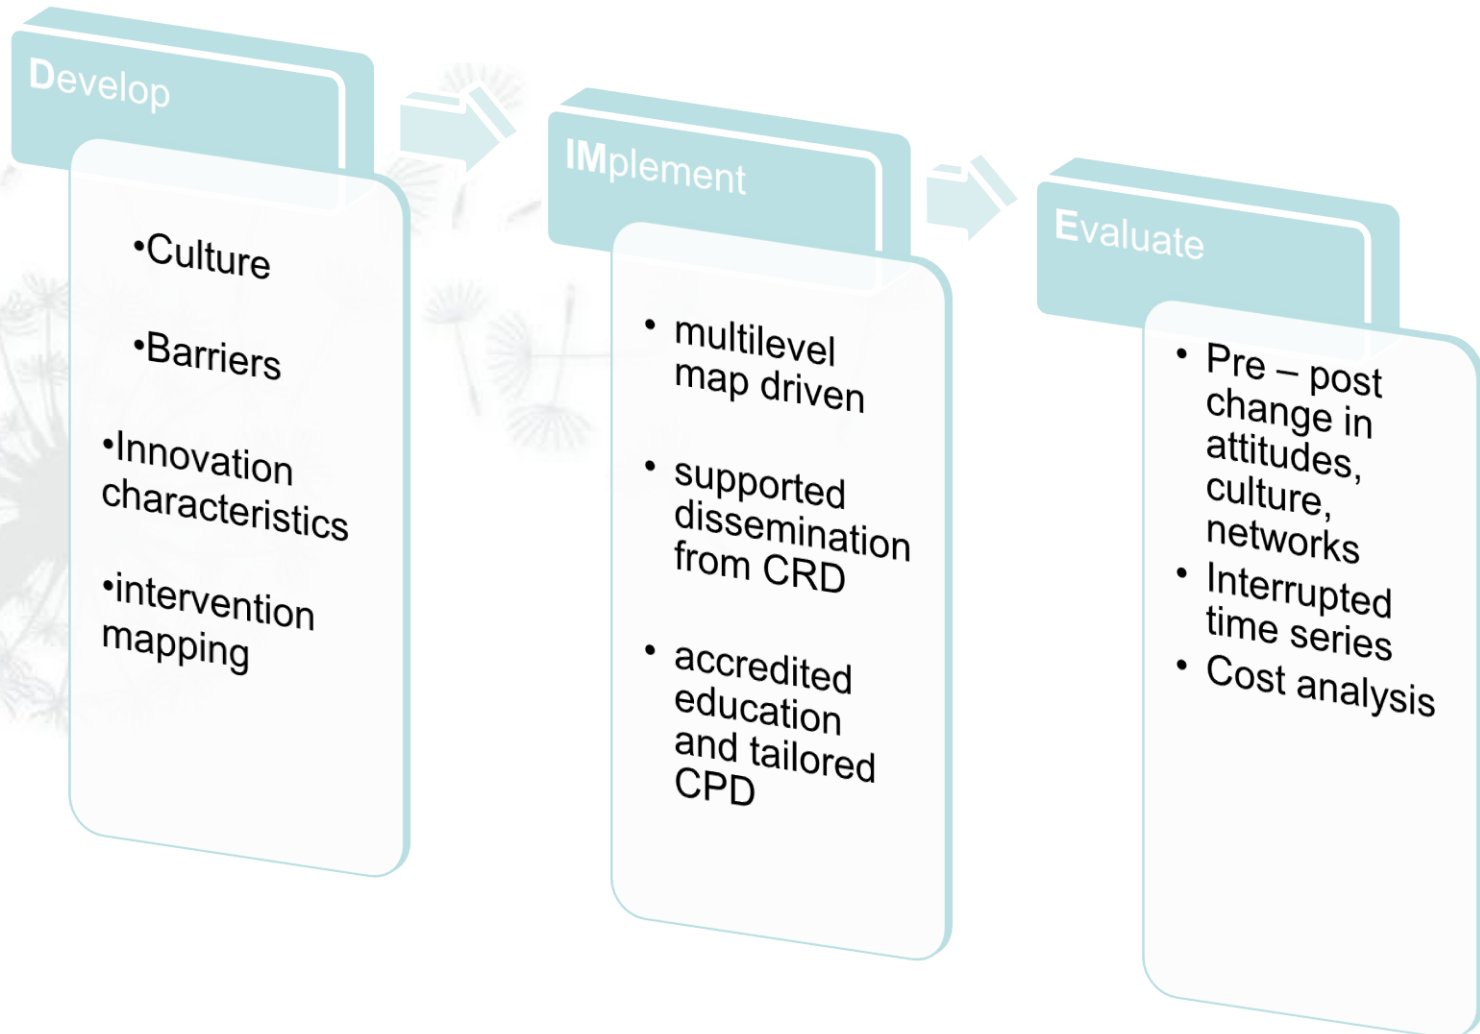 Develop
•Culture
•Barriers
•Innovation
characteristics
•intervention
mapping
IMplement
• multilevel
map driven
• supported
dissemination
from CRD
• accredited
education
and tailored
CPD
Evaluate
• Pre – post
change in
attitudes,
culture,
networks
• Interrupted
time series
• Cost analysis